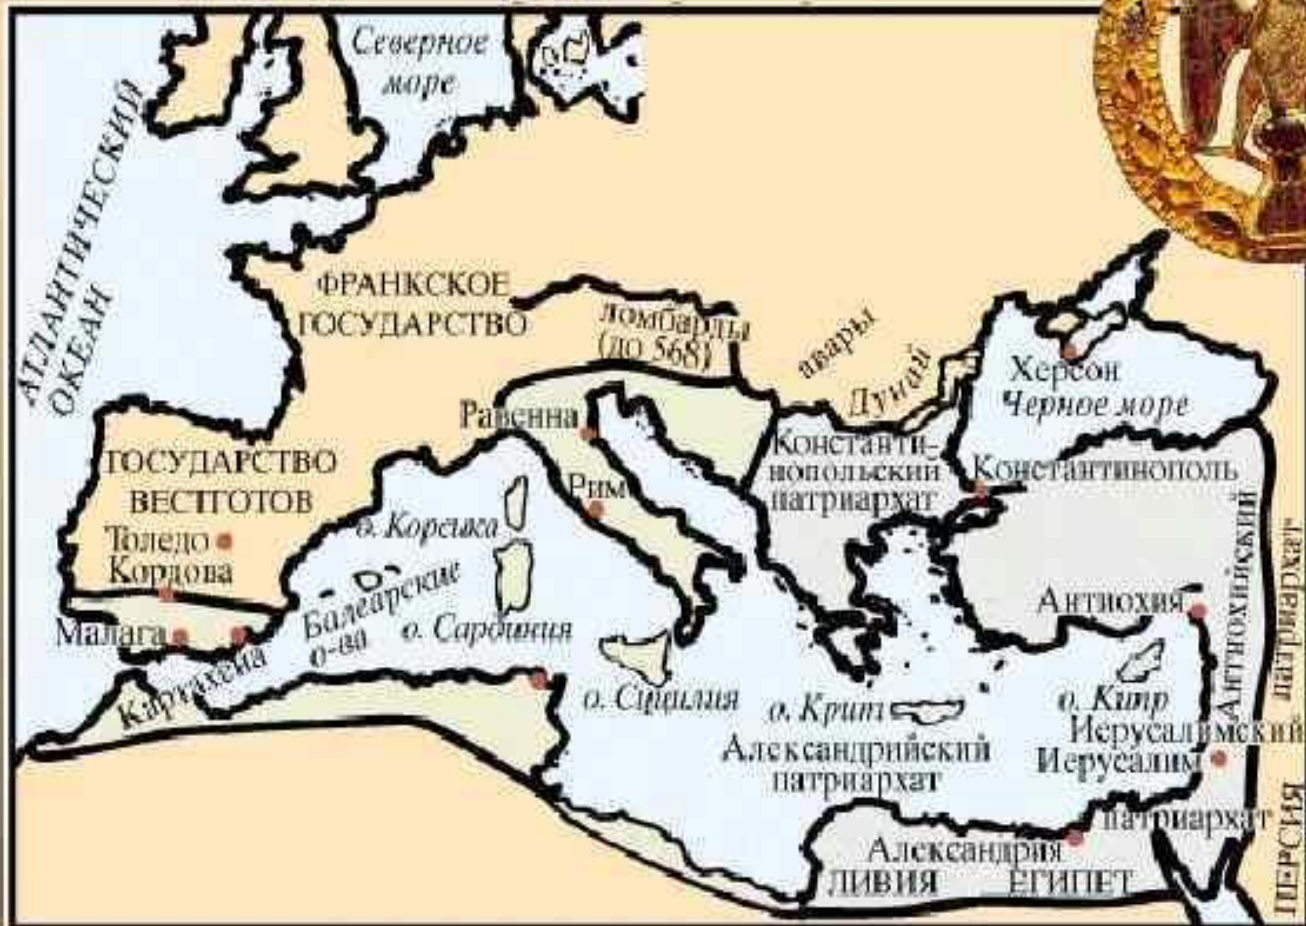 Северное
море
АТЛАНТИЧЕСКИЙ
ОКЕАН
ФРАНКСКОЕ
ГОСУДАРСТВО
ломбарды
(до 568)
авары
Дунай
Херсон
Черное море
Равенна
Константи-
нопольский
патриархат
Константинополь
ГОСУДАРСТВО
ВЕСТГОТОВ
Рим
о. Корсика
Толедо
Кордова
Балеарские
о-ва
о. Сардиния
Малага
Картахена
о. Сицилия
о. Крит
Антиохия
о. Кипр
Антиохийский
патриархат
Александрийский
патриархат
Иерусалимский
Иерусалим
патриархат
Александрия
ЛИВИЯ
ЕГИПЕТ
ПЕРСИЯ